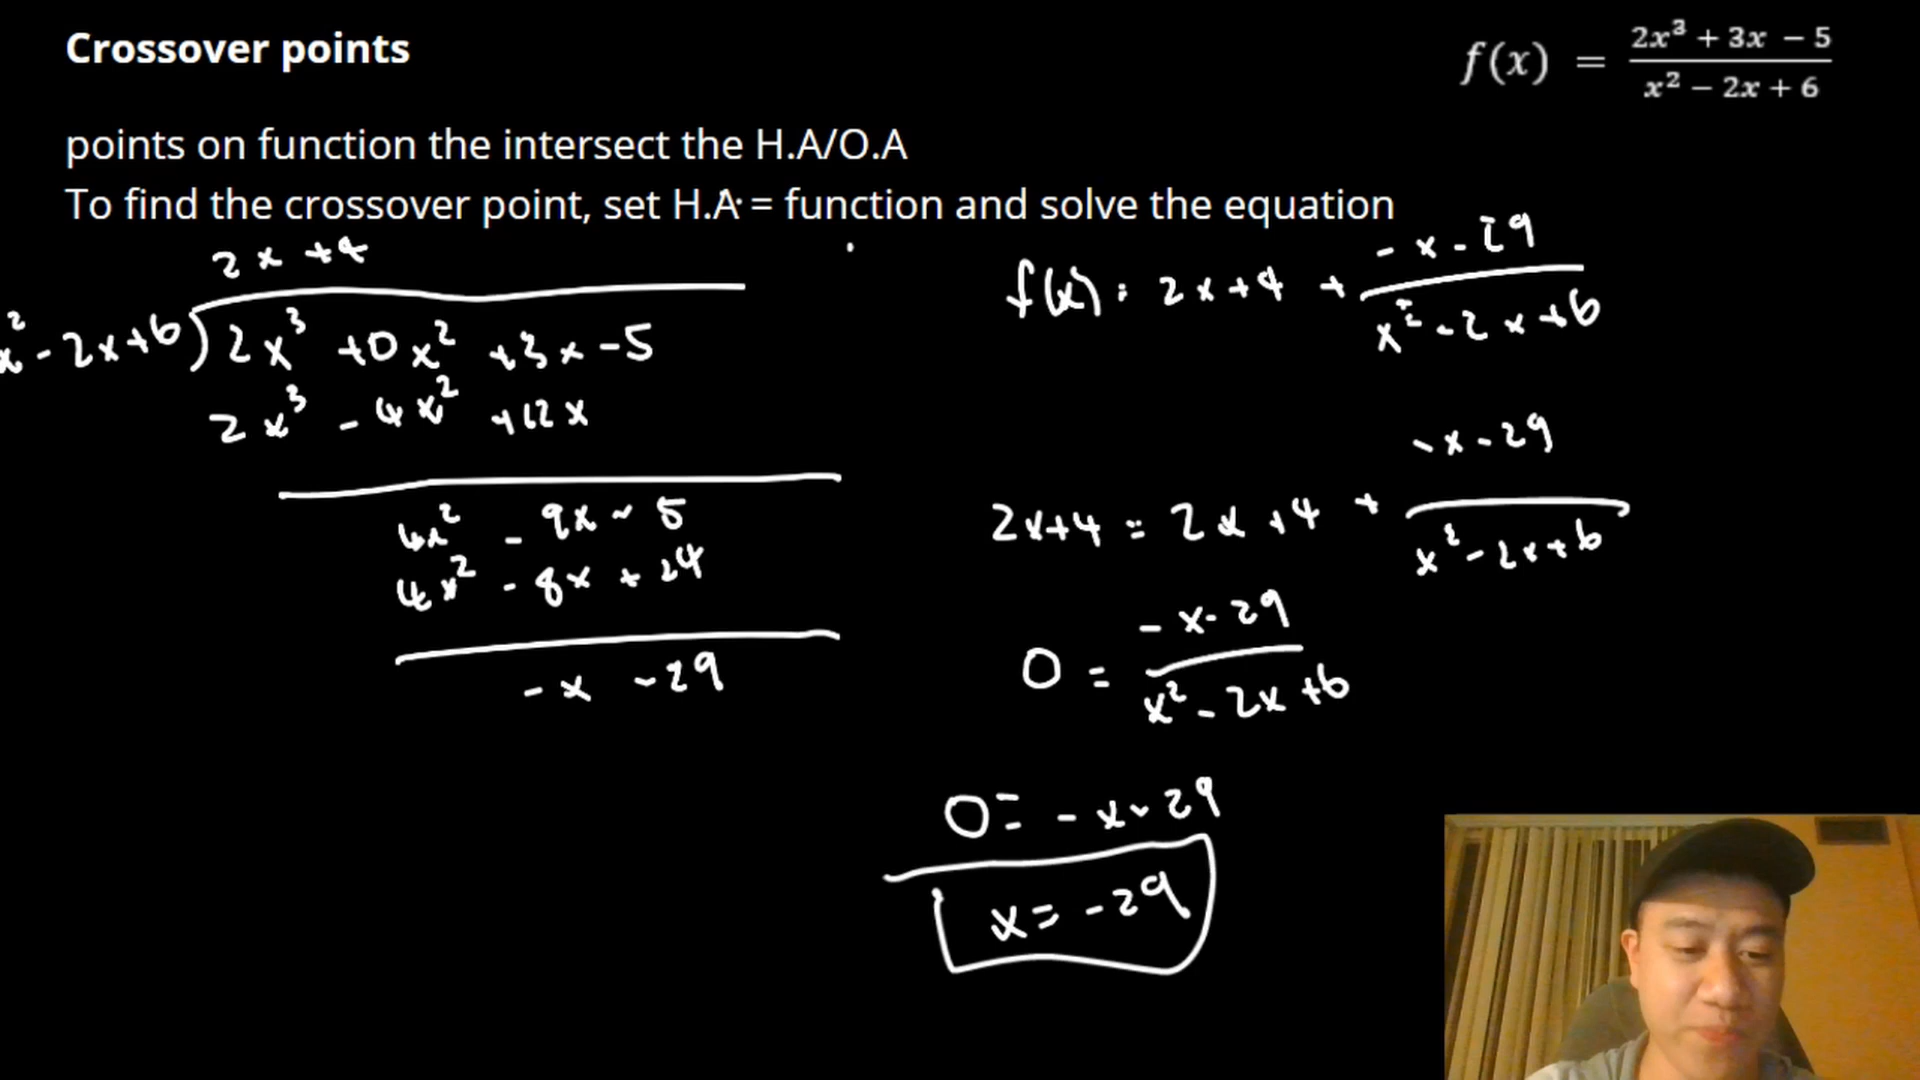 Crossover points
f(x) = (2x³ + 3x − 5)/(x² − 2x + 6)
points on function the intersect the H.A/O.A
To find the crossover point, set H.A = function and solve the equation
2x +4
x² - 2x+6 ) 2x³ +0x² +3x -5
2x³ - 4x² +12x
4x² - 9x - 5
4x² - 8x + 24
-x -29
f(x) : 2x+4 + (-x-29)/(x²-2x+6)
2x+4 = 2x+4 + (-x-29)/(x²-2x+6)
0 = (-x-29)/(x²-2x+6)
0= -x-29
x= -29